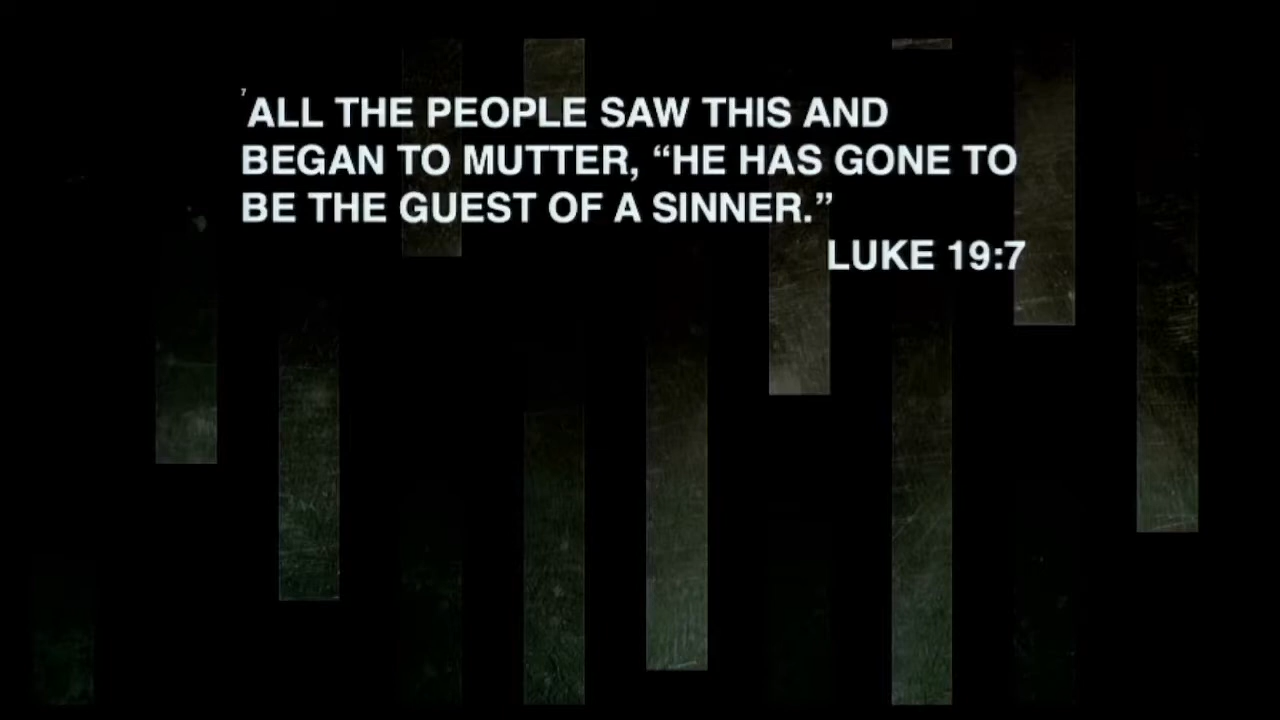 ⁷ALL THE PEOPLE SAW THIS AND
BEGAN TO MUTTER, “HE HAS GONE TO
BE THE GUEST OF A SINNER.”
LUKE 19:7